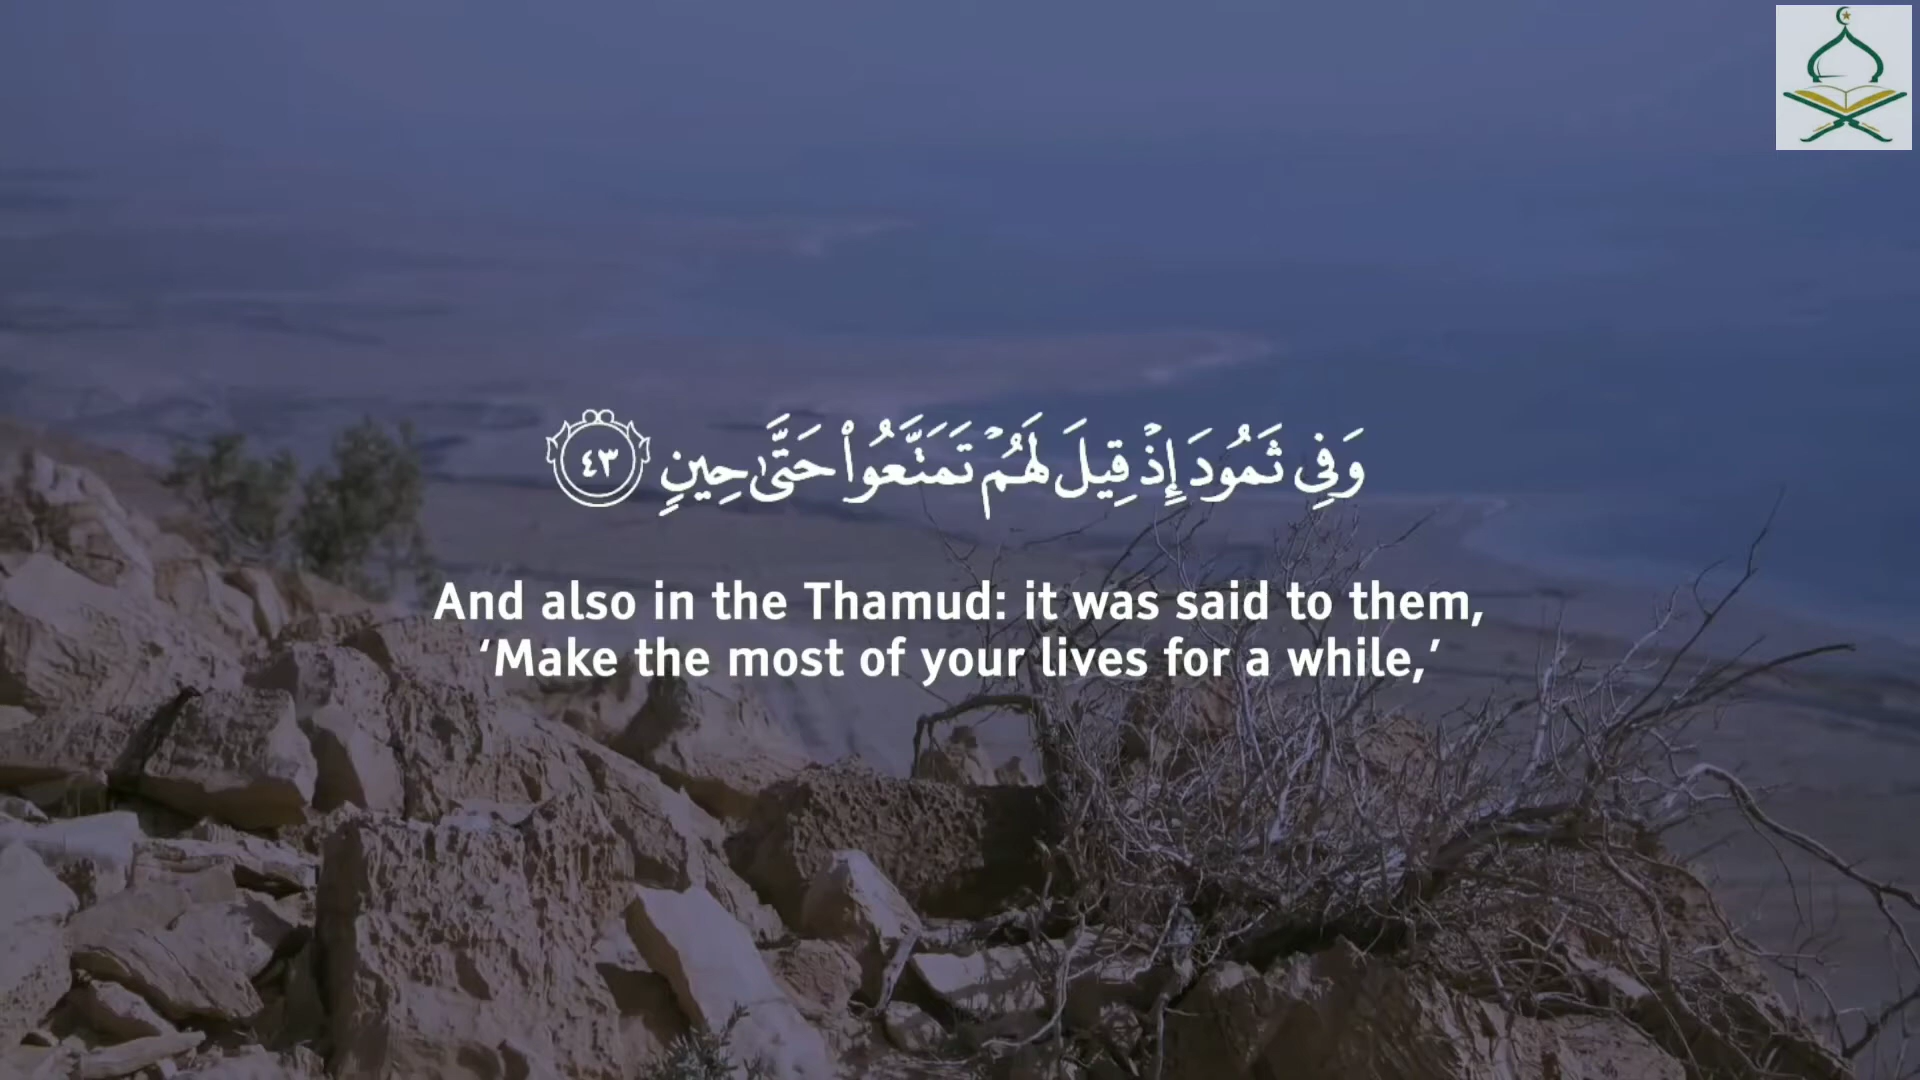 وَفِى ثَمُودَ إِذْ قِيلَ لَهُمْ تَمَتَّعُوا۟ حَتَّىٰ حِينٍ ٤٣
And also in the Thamud: it was said to them,
‘Make the most of your lives for a while,’